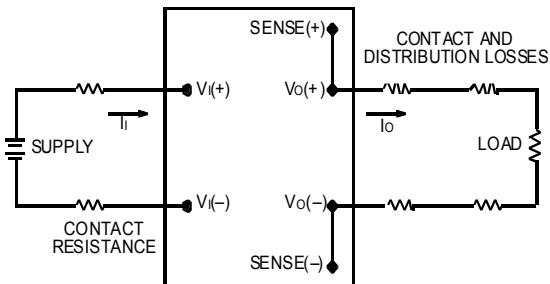 SENSE(+)
CONTACT AND
DISTRIBUTION LOSSES
VI(+)
VO(+)
II
IO
SUPPLY
LOAD
VI(–)
VO(–)
CONTACT
RESISTANCE
SENSE(–)